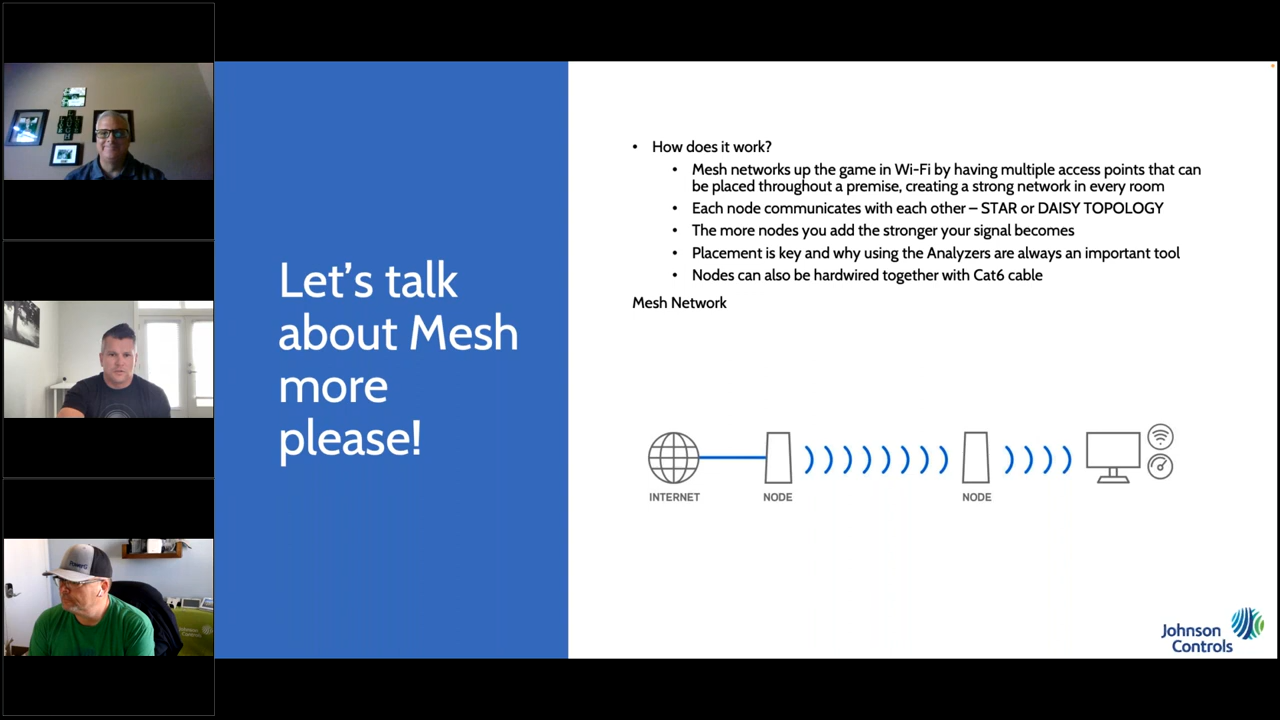 Let's talk
about Mesh
more
please!
• How does it work?
• Mesh networks up the game in Wi-Fi by having multiple access points that can
be placed throughout a premise, creating a strong network in every room
• Each node communicates with each other – STAR or DAISY TOPOLOGY
• The more nodes you add the stronger your signal becomes
• Placement is key and why using the Analyzers are always an important tool
• Nodes can also be hardwired together with Cat6 cable
Mesh Network
INTERNET
NODE
NODE
Johnson
Controls
PowerG
Johnson
Controls